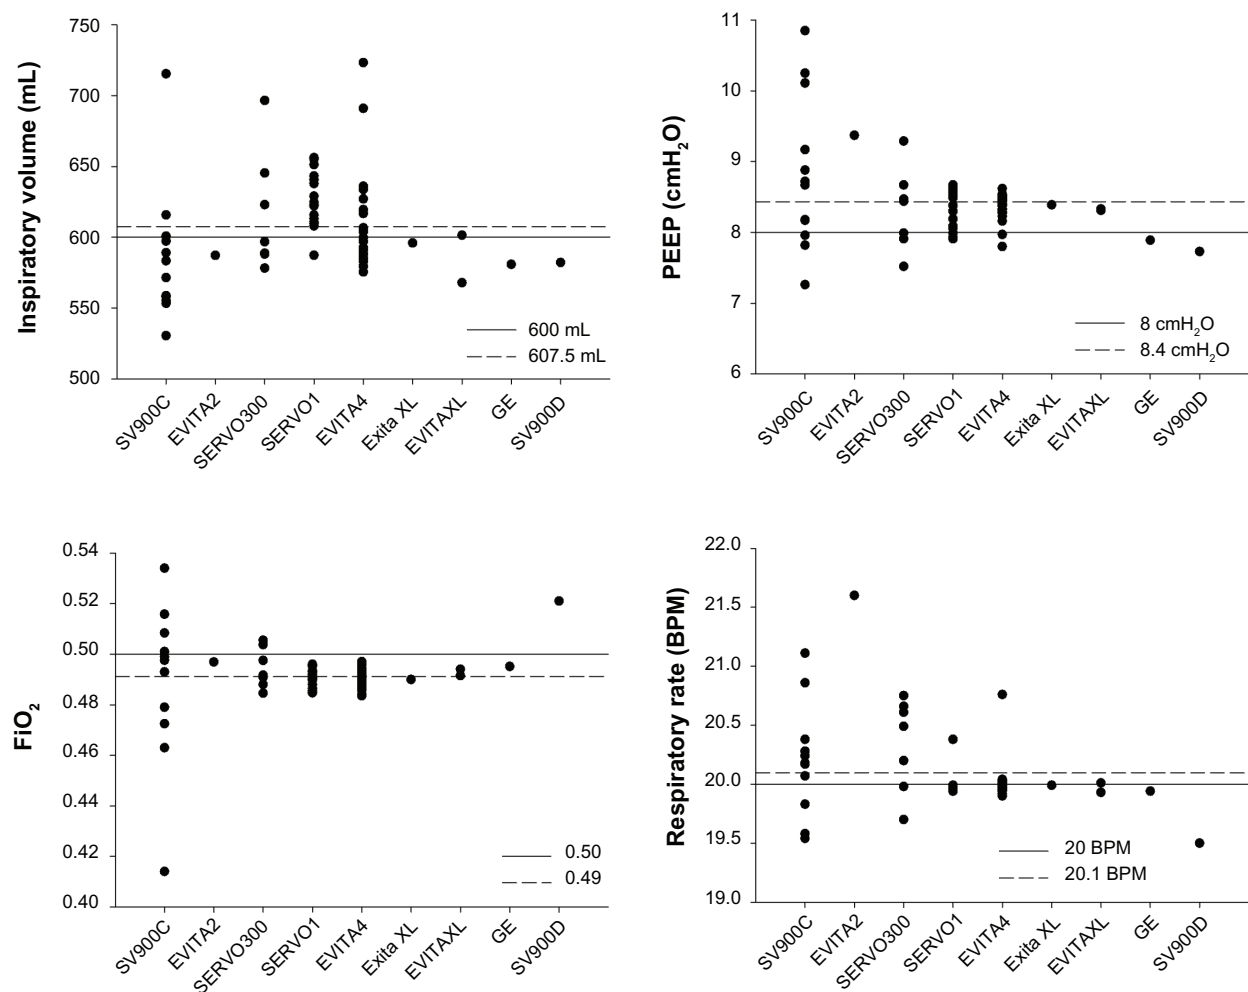 Inspiratory volume (mL)
750
700
650
600
550
500
600 mL
607.5 mL
SV900C
EVITA2
SERVO300
SERVO1
EVITA4
Exita XL
EVITAXL
GE
SV900D
PEEP (cmH₂O)
11
10
9
8
7
6
8 cmH₂O
8.4 cmH₂O
SV900C
EVITA2
SERVO300
SERVO1
EVITA4
Exita XL
EVITAXL
GE
SV900D
FiO₂
0.54
0.52
0.50
0.48
0.46
0.44
0.42
0.40
0.50
0.49
SV900C
EVITA2
SERVO300
SERVO1
EVITA4
Exita XL
EVITAXL
GE
SV900D
Respiratory rate (BPM)
22.0
21.5
21.0
20.5
20.0
19.5
19.0
20 BPM
20.1 BPM
SV900C
EVITA2
SERVO300
SERVO1
EVITA4
Exita XL
EVITAXL
GE
SV900D